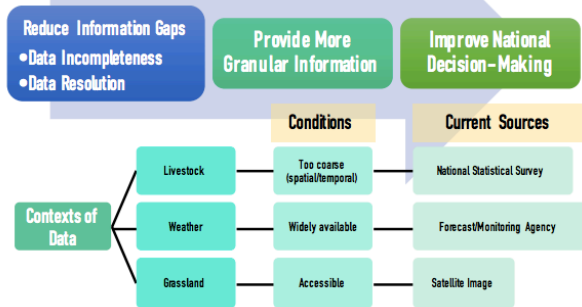 Reduce Information Gaps
•Data Incompleteness
•Data Resolution
Provide More
Granular Information
Improve National
Decision-Making
Conditions
Current Sources
Contexts of
Data
Livestock
Too coarse
(spatial/temporal)
National Statistical Survey
Weather
Widely available
Forecast/Monitoring Agency
Grassland
Accessible
Satellite Image